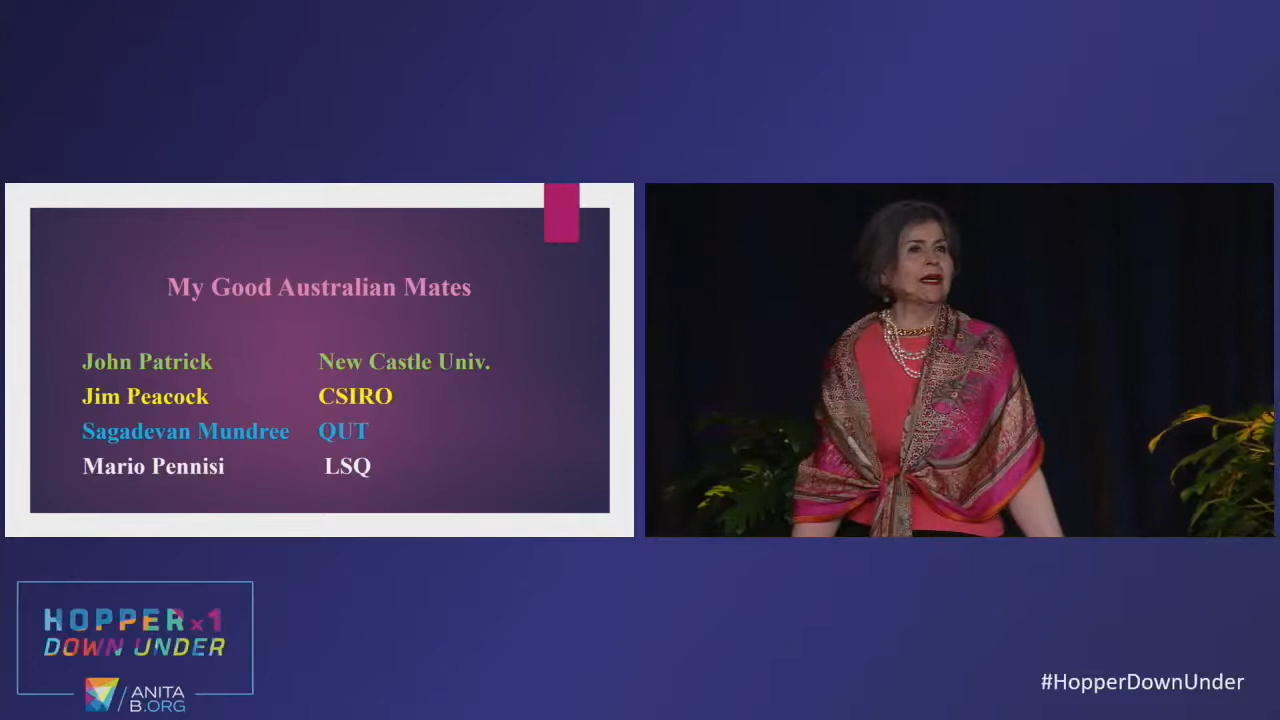 My Good Australian Mates
John Patrick New Castle Univ.
Jim Peacock CSIRO
Sagadevan Mundree QUT
Mario Pennisi LSQ
HOPPER x1
DOWN UNDER
ANITA
B.ORG
#HopperDownUnder